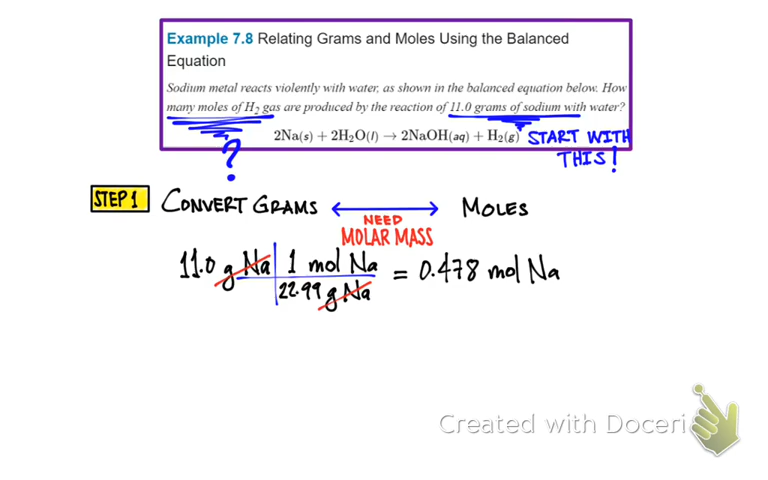 Example 7.8 Relating Grams and Moles Using the Balanced
Equation
Sodium metal reacts violently with water, as shown in the balanced equation below. How
many moles of H₂ gas are produced by the reaction of 11.0 grams of sodium with water?
2Na(s) + 2H₂O(l) → 2NaOH(aq) + H₂(g)
START WITH
THIS!
?
STEP 1 CONVERT GRAMS ↔ MOLES
NEED
MOLAR MASS
11.0 g Na | 1 mol Na
22.99 g Na
= 0.478 mol Na
Created with Doceri